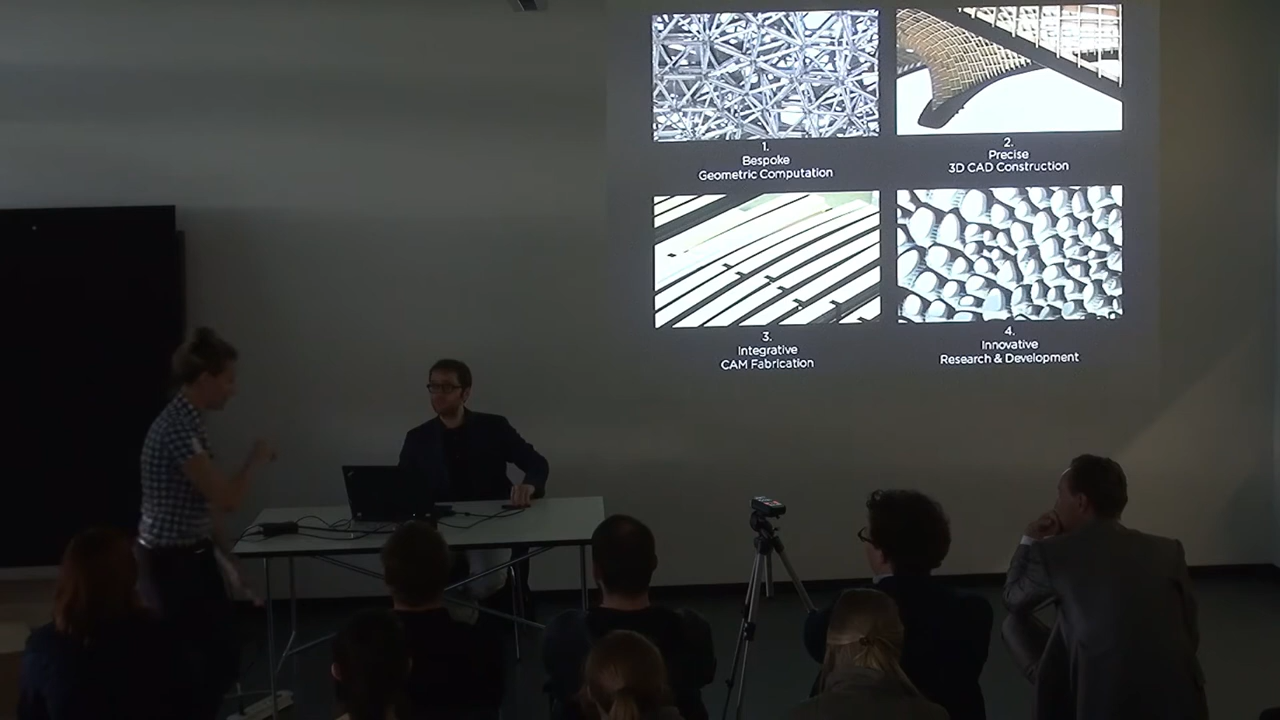 1.
Bespoke
Geometric Computation
2.
Precise
3D CAD Construction
3.
Integrative
CAM Fabrication
4.
Innovative
Research & Development